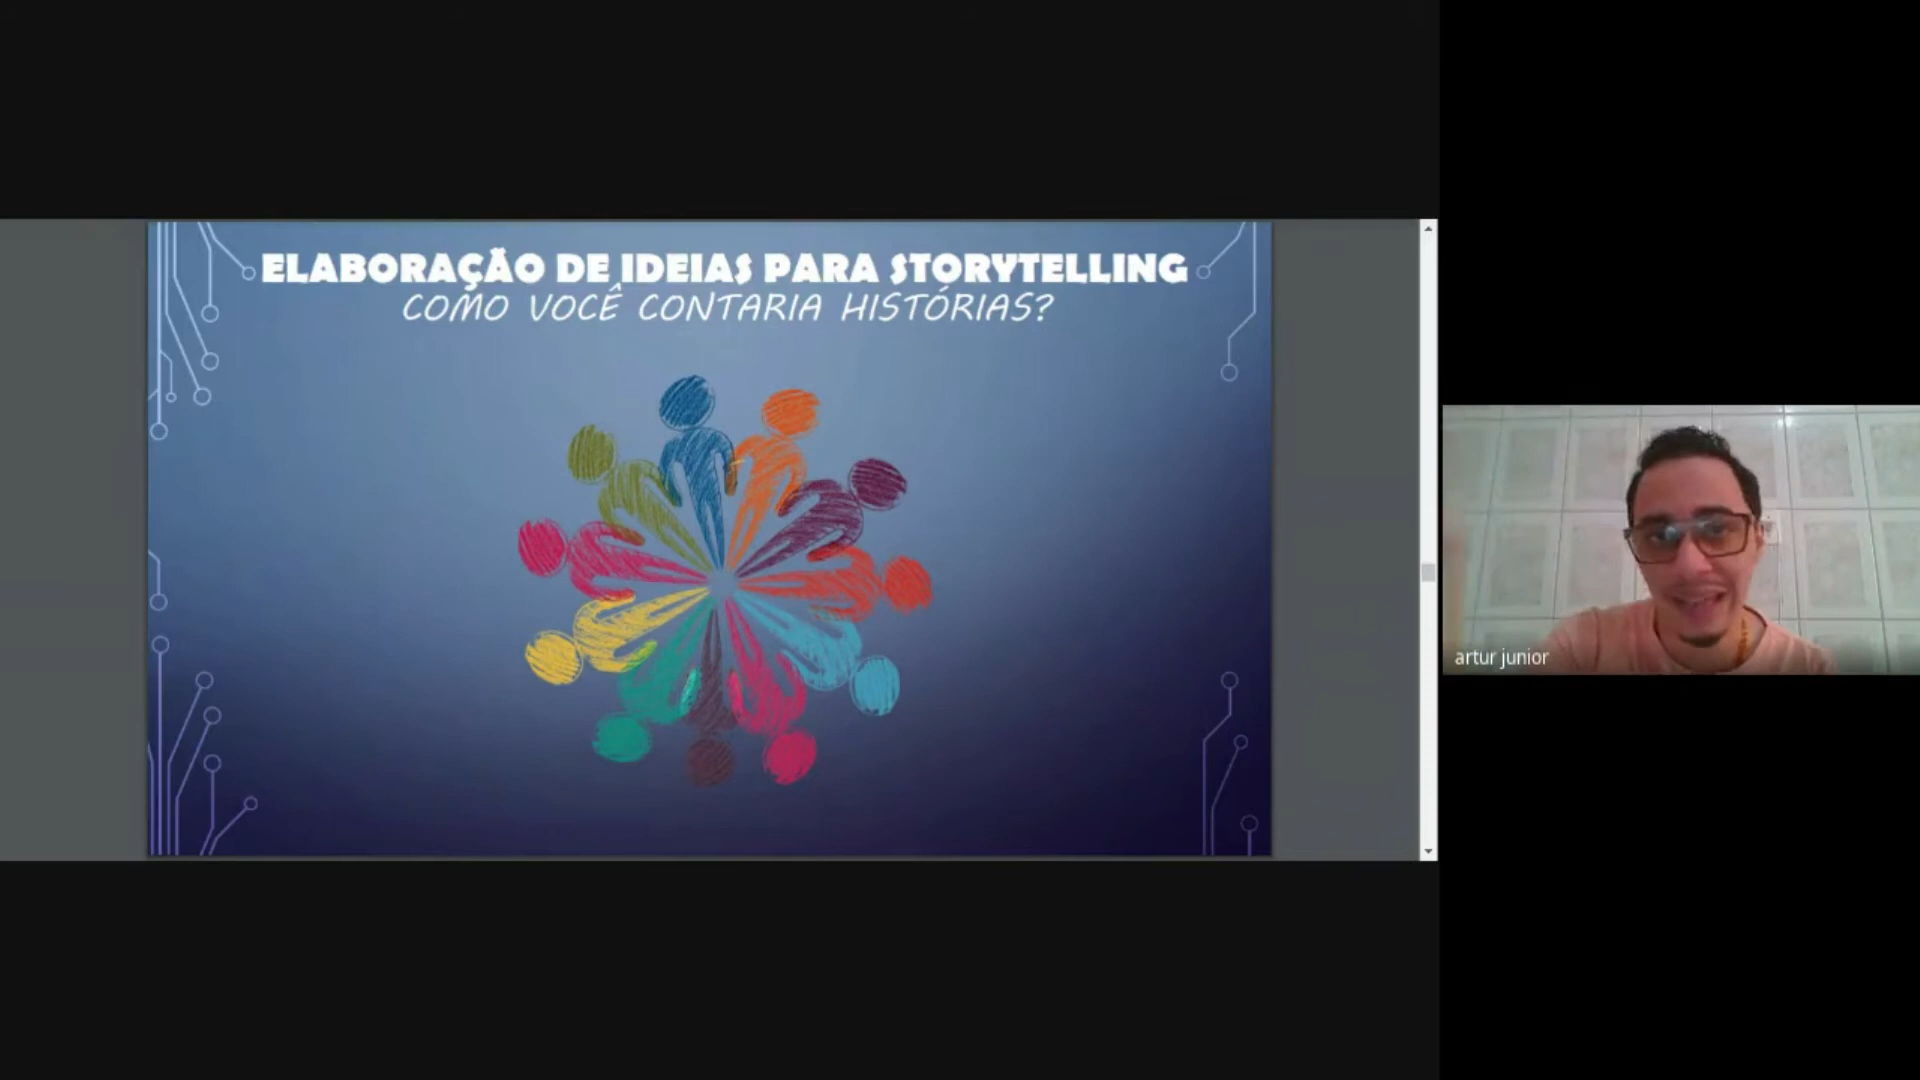 ELABORAÇÃO DE IDEIAS PARA STORYTELLING
COMO VOCÊ CONTARIA HISTÓRIAS?
artur junior